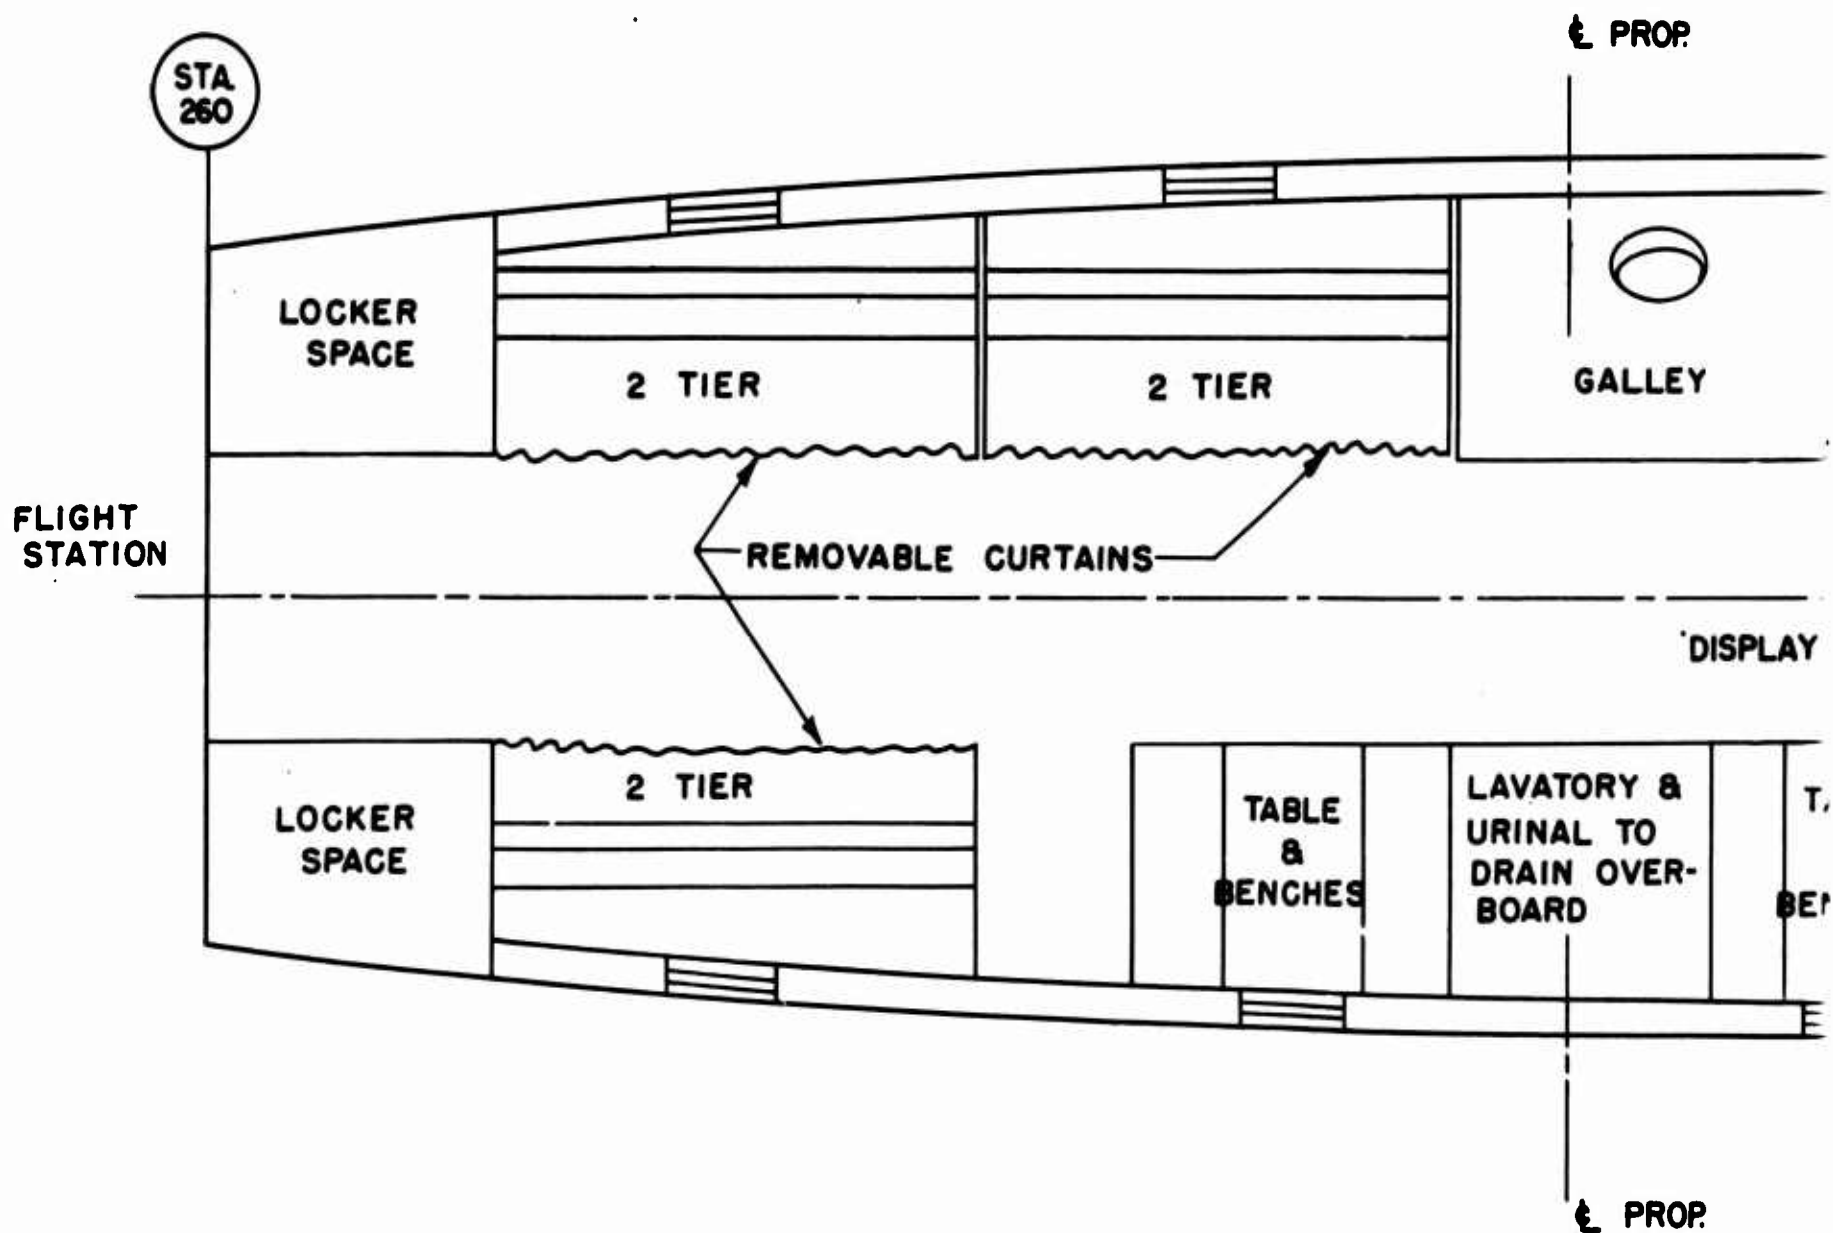 ℄ PROP.
STA.
260
LOCKER
SPACE
2 TIER
2 TIER
GALLEY
FLIGHT
STATION
REMOVABLE CURTAINS
DISPLAY
2 TIER
LOCKER
SPACE
TABLE
&
BENCHES
LAVATORY &
URINAL TO
DRAIN OVER-
BOARD
℄ PROP.